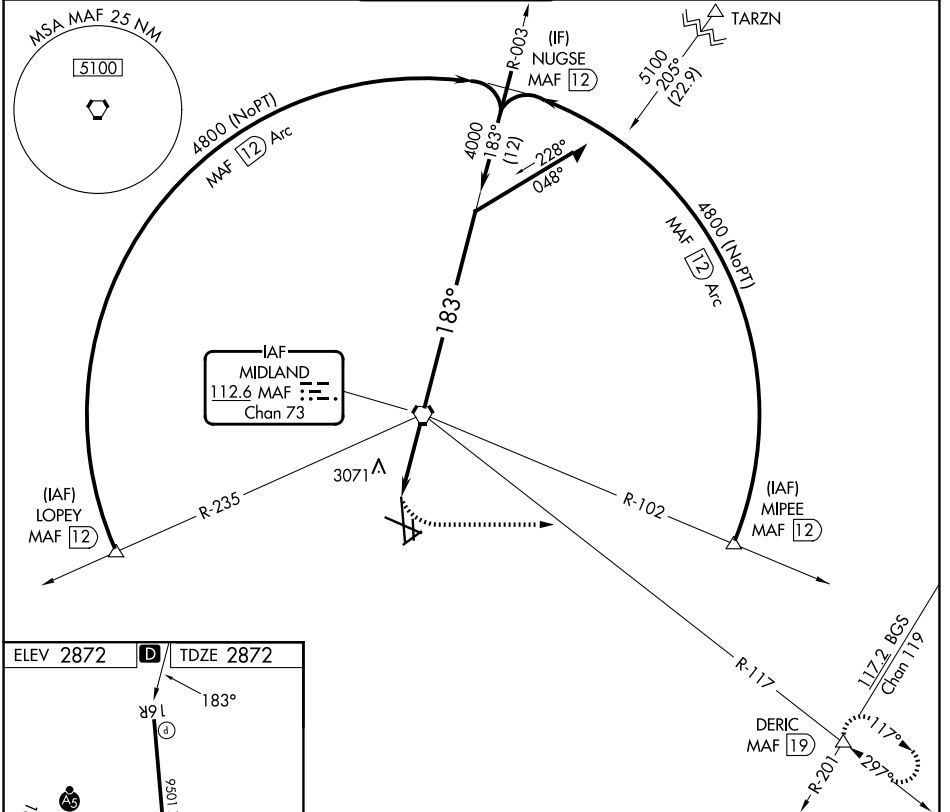 MSA MAF 25 NM
5100
4800 (NoPT)
MAF 12 Arc
R-003
(IF)
NUGSE
MAF 12
TARZN
5100
205°
(22.9)
4000
183°
(12)
228°
048°
4800 (NoPT)
MAF 12 Arc
183°
IAF
MIDLAND
112.6 MAF
Chan 73
3071
(IAF)
LOPEY
MAF 12
R-235
R-102
(IAF)
MIPEE
MAF 12
R-117
117.2 BGS
Chan 119
DERIC
MAF 19
117°
297°
R-201
ELEV 2872
D
TDZE 2872
183°
16R
P
9501
A5